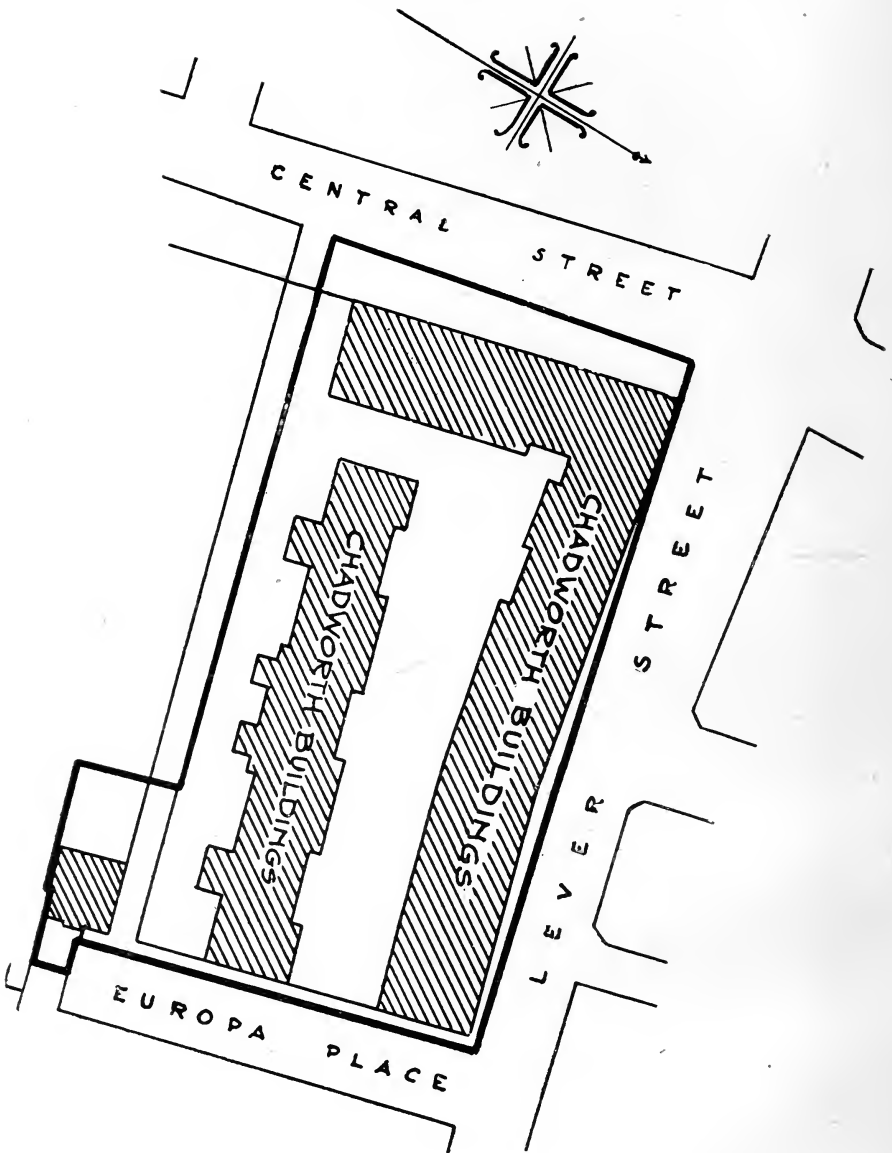 CENTRAL STREET
LEVER STREET
CHADWORTH BUILDINGS
CHADWORTH BUILDINGS
EUROPA PLACE